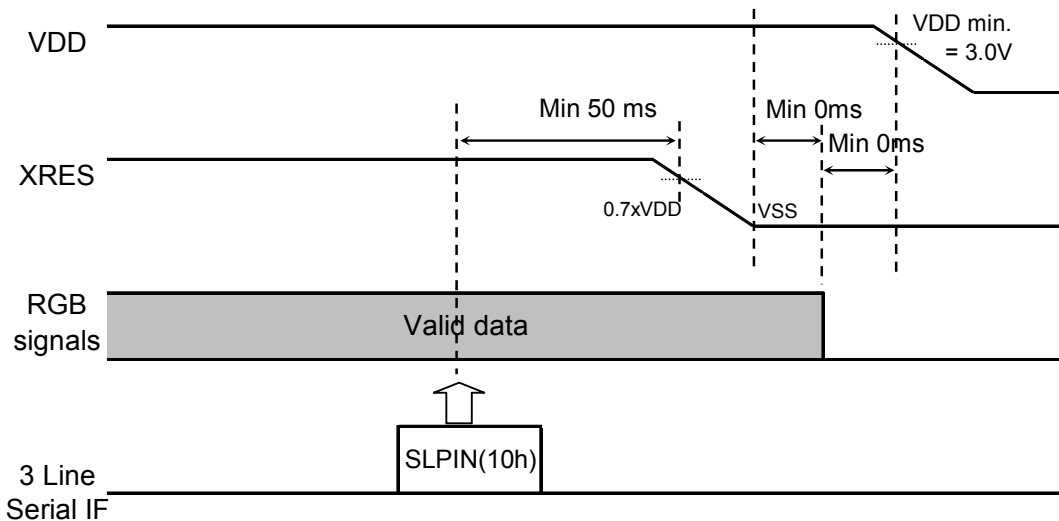 VDD
VDD min.
= 3.0V
Min 50 ms
Min 0ms
Min 0ms
XRES
0.7xVDD
VSS
RGB
signals
Valid data
SLPIN(10h)
3 Line
Serial IF